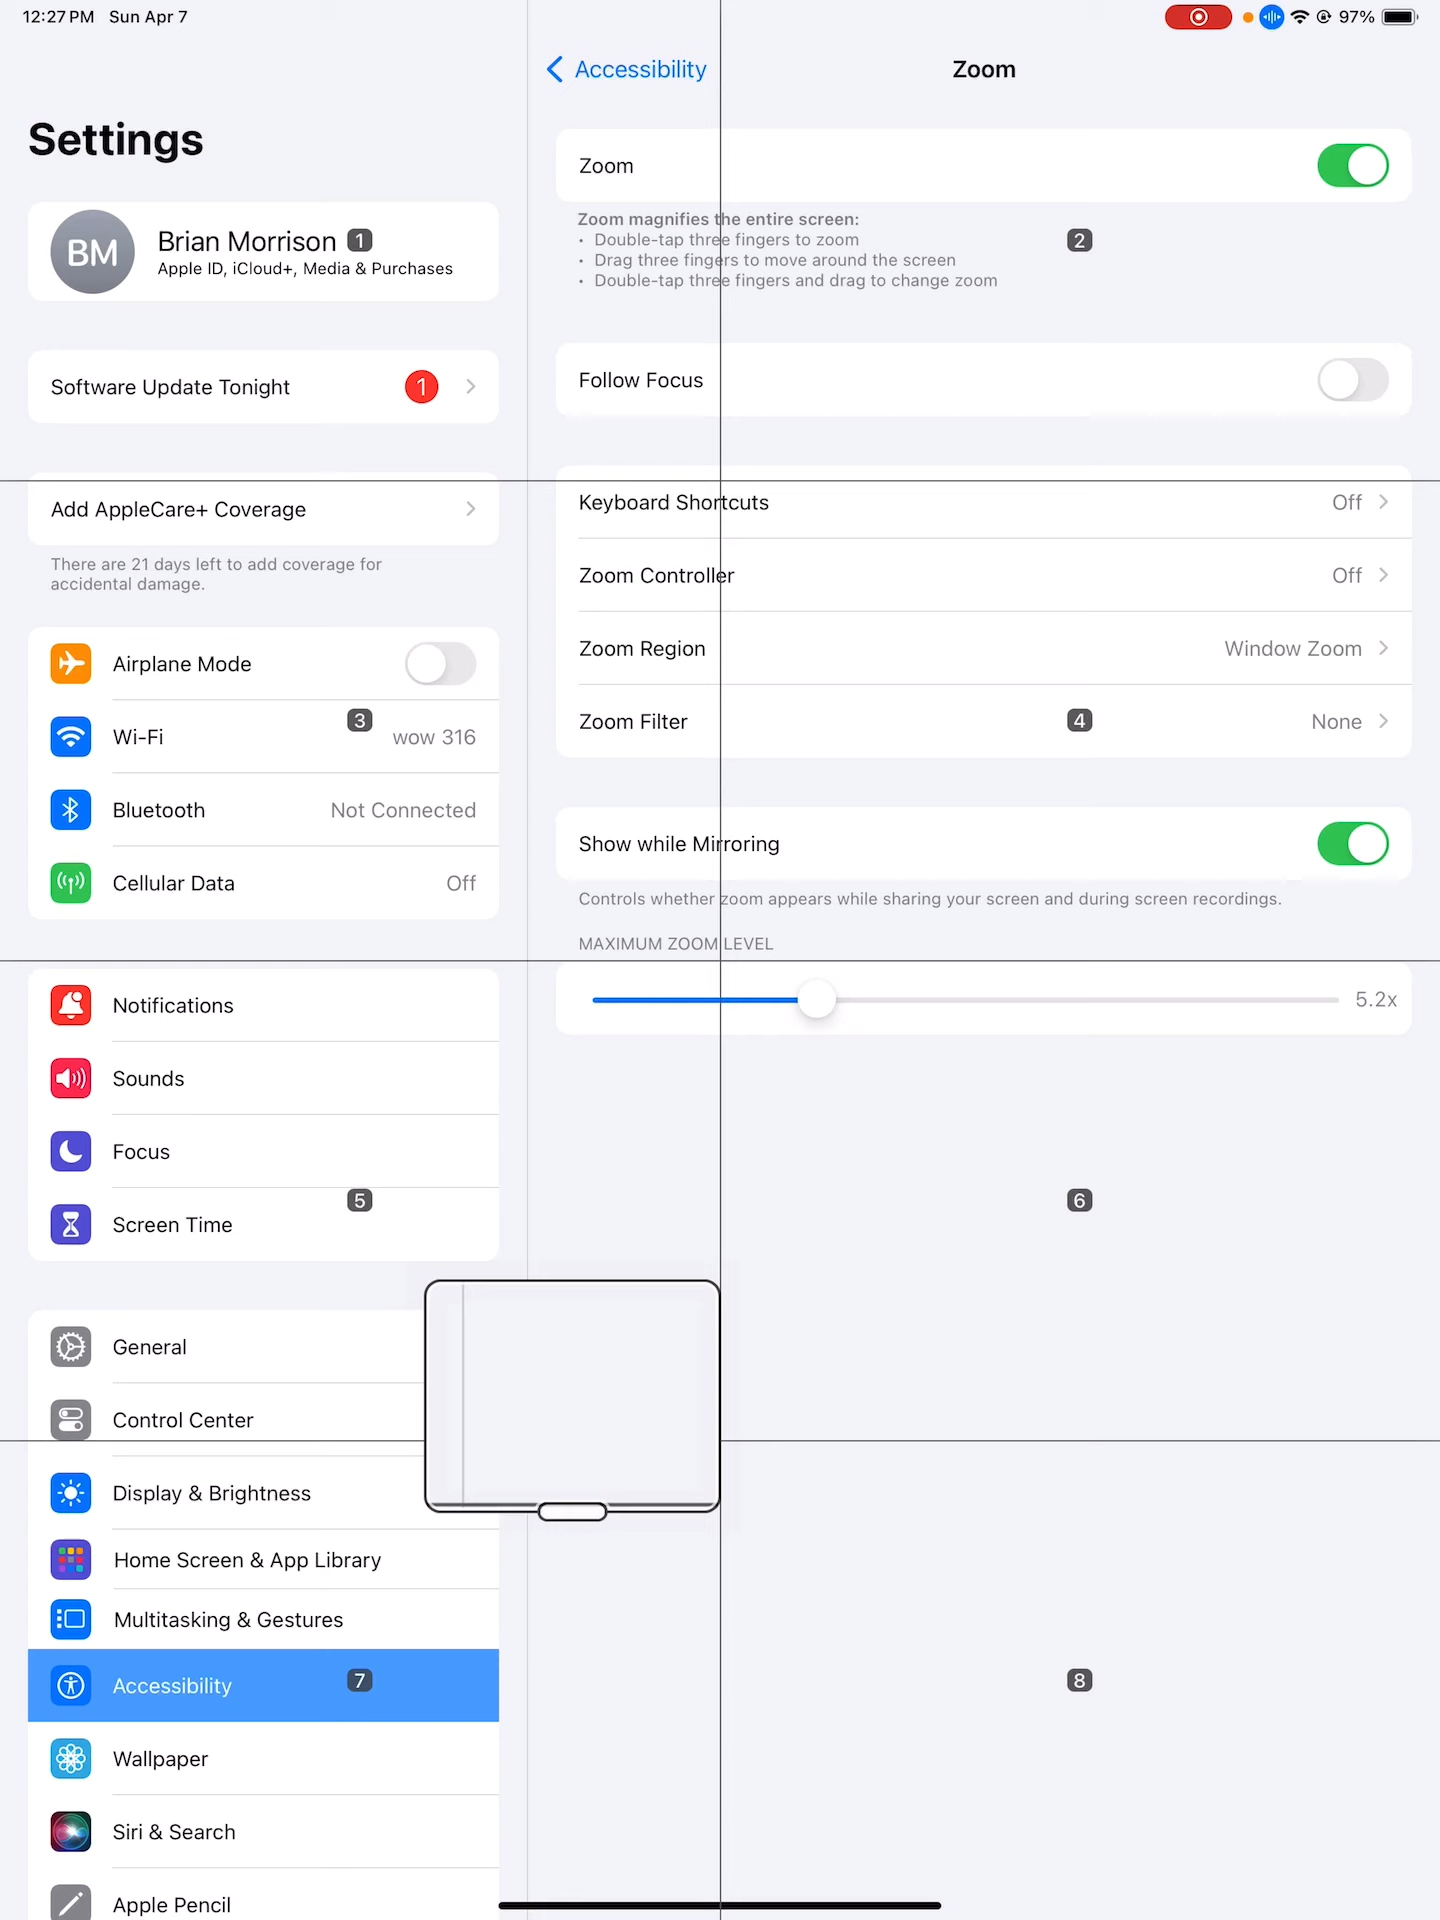 12:27 PM Sun Apr 7
97%
Settings
BM
Brian Morrison 1
Apple ID, iCloud+, Media & Purchases
Software Update Tonight 1
Add AppleCare+ Coverage
There are 21 days left to add coverage for
accidental damage.
Airplane Mode
3
Wi-Fi wow 316
Bluetooth Not Connected
Cellular Data Off
Notifications
Sounds
Focus
5
Screen Time
General
Control Center
Display & Brightness
Home Screen & App Library
Multitasking & Gestures
Accessibility 7
Wallpaper
Siri & Search
Apple Pencil
Accessibility
Zoom
Zoom
Zoom magnifies the entire screen:
• Double-tap three fingers to zoom
2
• Drag three fingers to move around the screen
• Double-tap three fingers and drag to change zoom
Follow Focus
Keyboard Shortcuts Off
Zoom Controller Off
Zoom Region Window Zoom
Zoom Filter 4 None
Show while Mirroring
Controls whether zoom appears while sharing your screen and during screen recordings.
MAXIMUM ZOOM LEVEL
5.2x
6
8